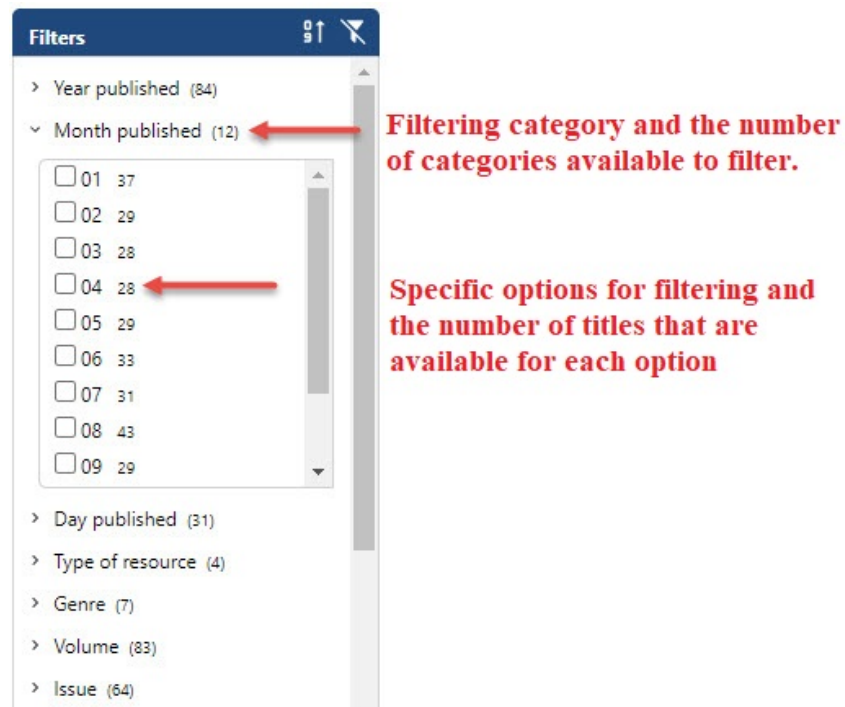 Filters
Year published (84)
Month published (12)
Filtering category and the number
of categories available to filter.
01 37
02 29
03 28
04 28
Specific options for filtering and
the number of titles that are
available for each option
05 29
06 33
07 31
08 43
09 29
Day published (31)
Type of resource (4)
Genre (7)
Volume (83)
Issue (64)